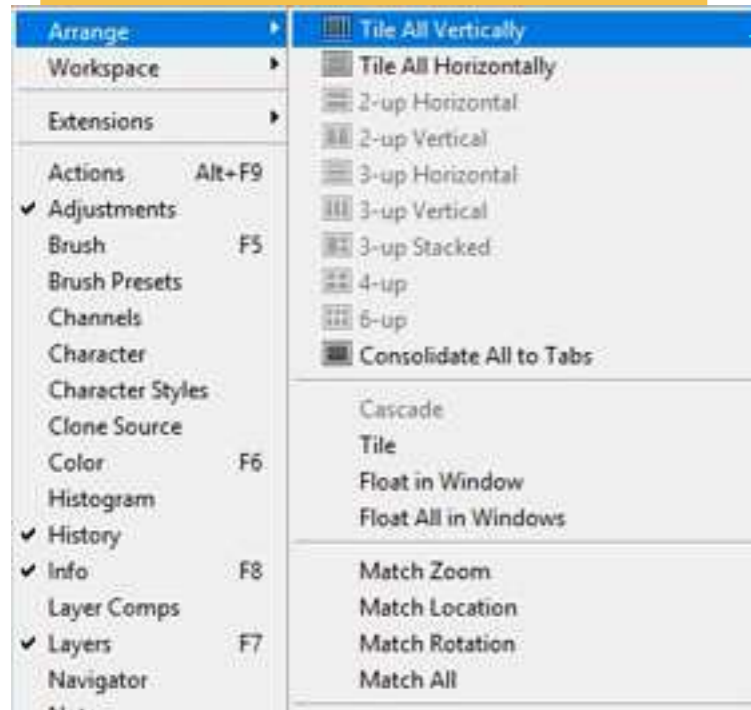 Arrange
Workspace
Extensions
Actions Alt+F9
Adjustments
Brush F5
Brush Presets
Channels
Character
Character Styles
Clone Source
Color F6
Histogram
History
Info F8
Layer Comps
Layers F7
Navigator
Tile All Vertically
Tile All Horizontally
2-up Horizontal
2-up Vertical
3-up Horizontal
3-up Vertical
3-up Stacked
4-up
6-up
Consolidate All to Tabs
Cascade
Tile
Float in Window
Float All in Windows
Match Zoom
Match Location
Match Rotation
Match All